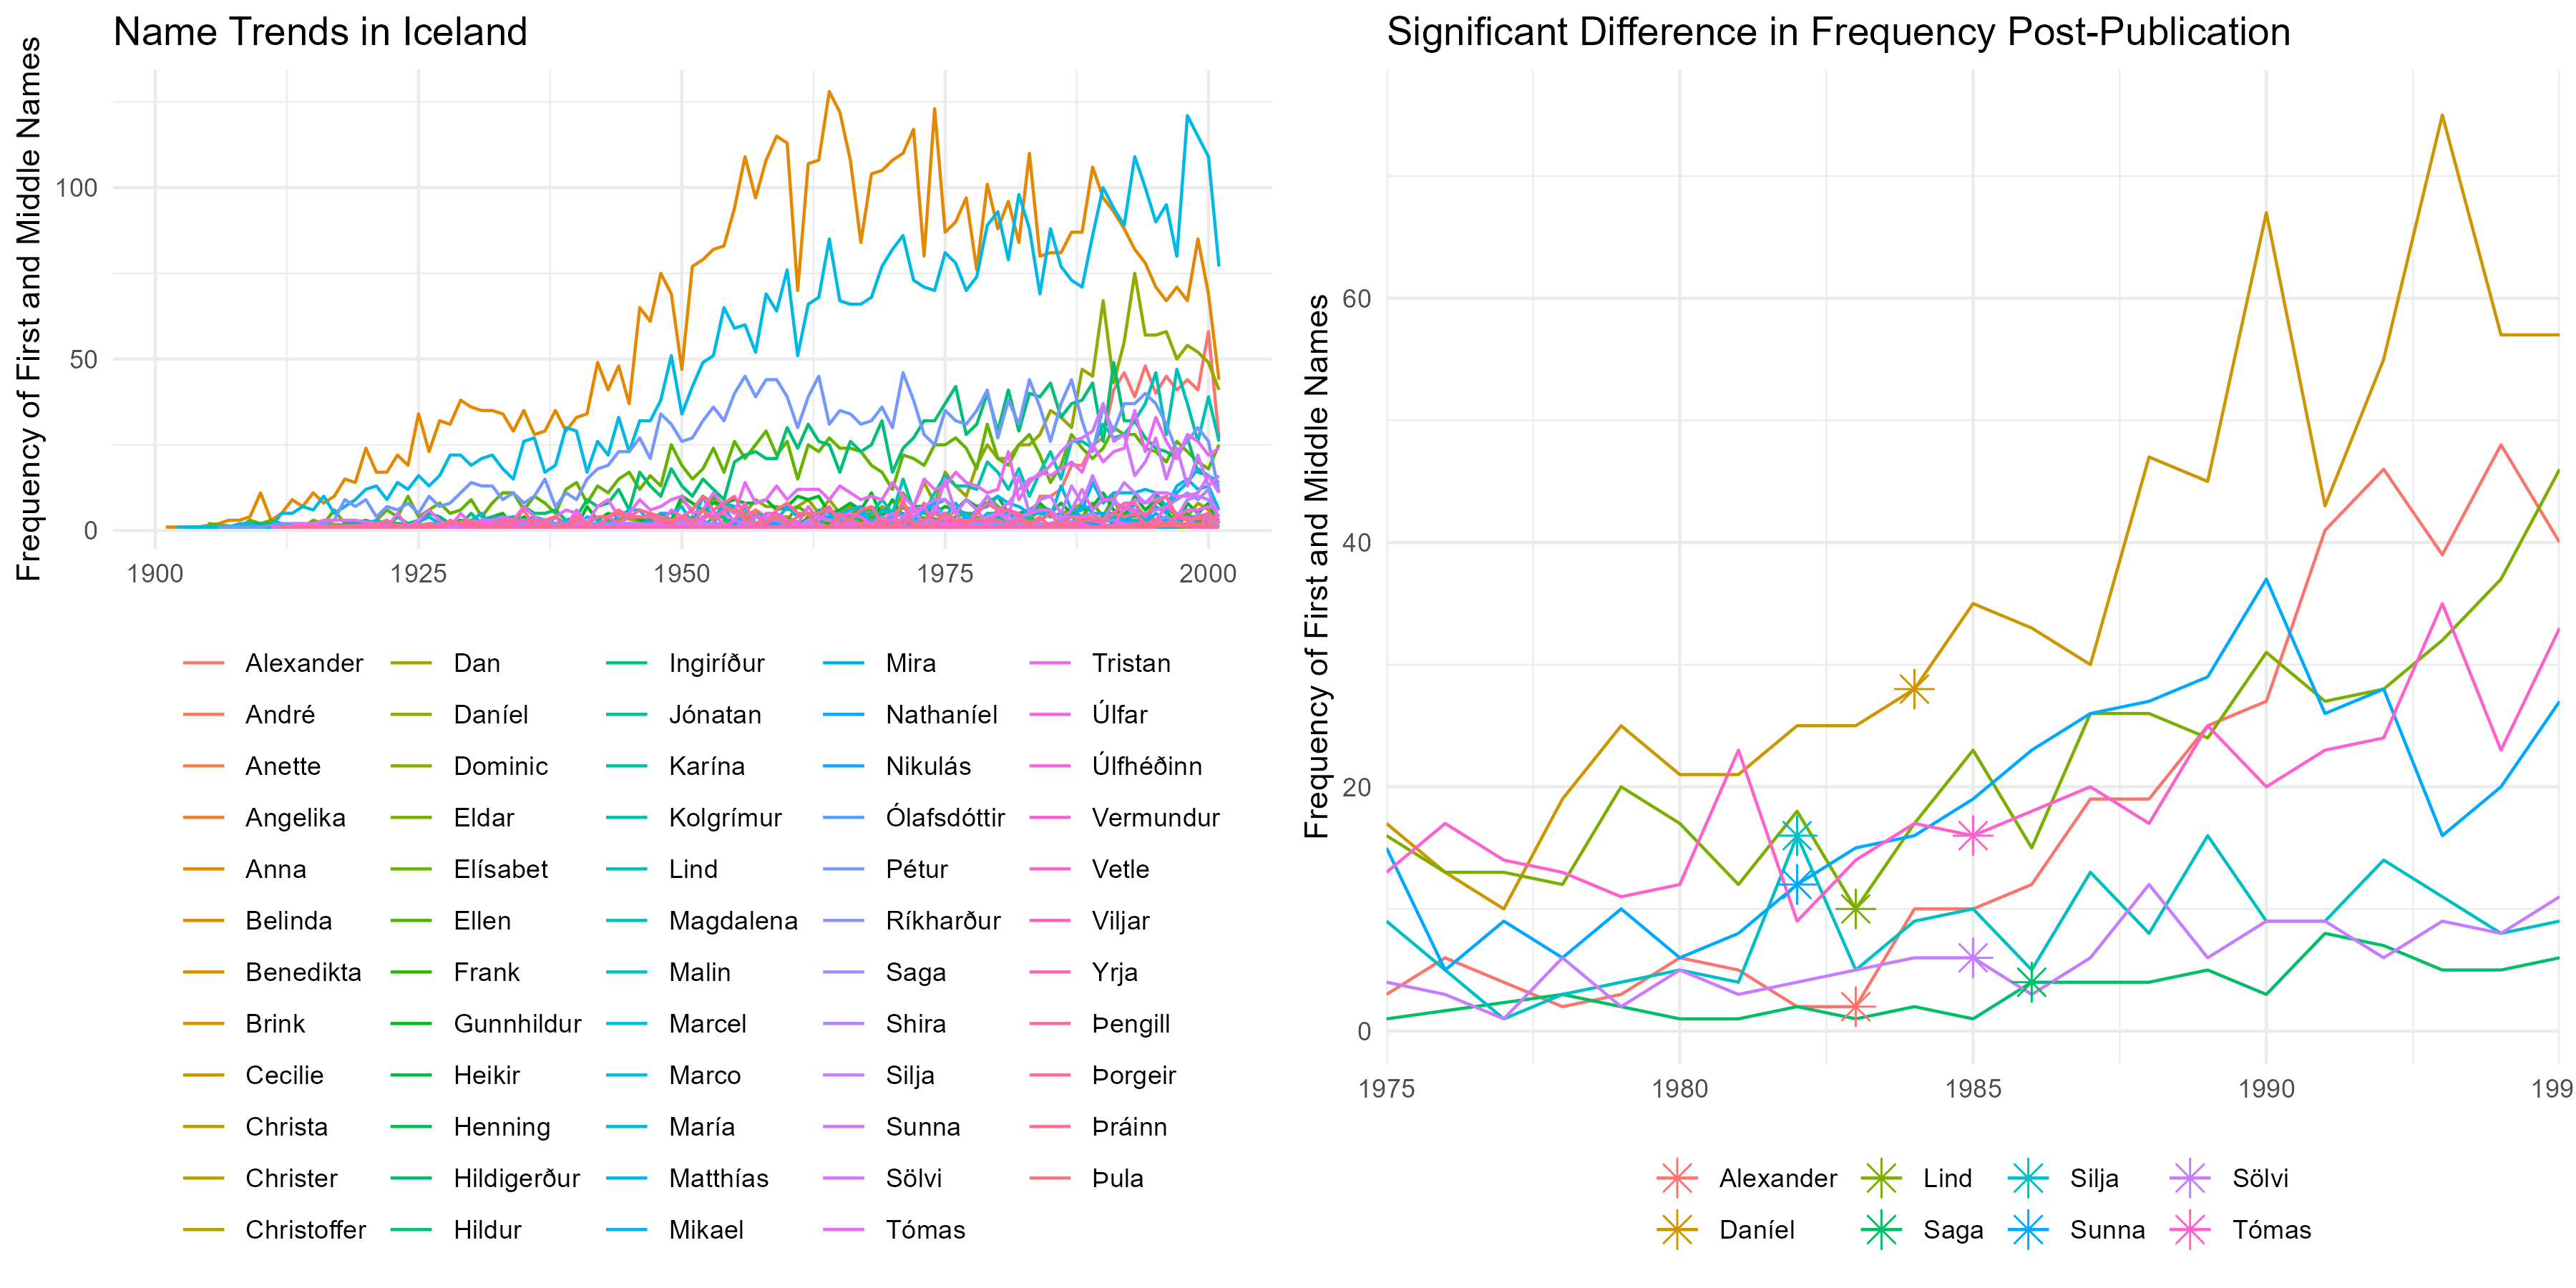 Name Trends in Iceland
Frequency of First and Middle Names
100
50
0
1900 1925 1950 1975 2000
Alexander Dan Ingiríður Mira Tristan
André Daníel Jónatan Nathaníel Úlfar
Anette Dominic Karína Nikulás Úlfhéðinn
Angelika Eldar Kolgrímur Ólafsdóttir Vermundur
Anna Elísabet Lind Pétur Vetle
Belinda Ellen Magdalena Ríkharður Viljar
Benedikta Frank Malin Saga Yrja
Brink Gunnhildur Marcel Shira Þengill
Cecilie Heikir Marco Silja Þorgeir
Christa Henning María Sunna Þráinn
Christer Hildigerður Matthías Sölvi Þula
Christoffer Hildur Mikael Tómas
Significant Difference in Frequency Post-Publication
Frequency of First and Middle Names
60
40
20
0
1975 1980 1985 1990 199
Alexander Lind Silja Sölvi
Daníel Saga Sunna Tómas